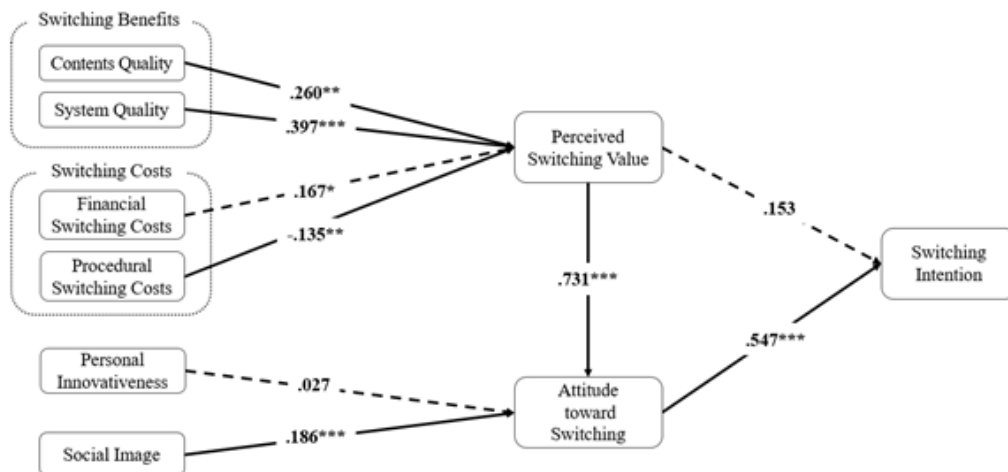 Switching Benefits
Contents Quality
System Quality
.260**
.397***
Switching Costs
Financial
Switching Costs
Procedural
Switching Costs
.167*
-.135**
Perceived
Switching Value
.153
.731***
Switching
Intention
.547***
Personal
Innovativeness
.027
Social Image
.186***
Attitude
toward
Switching